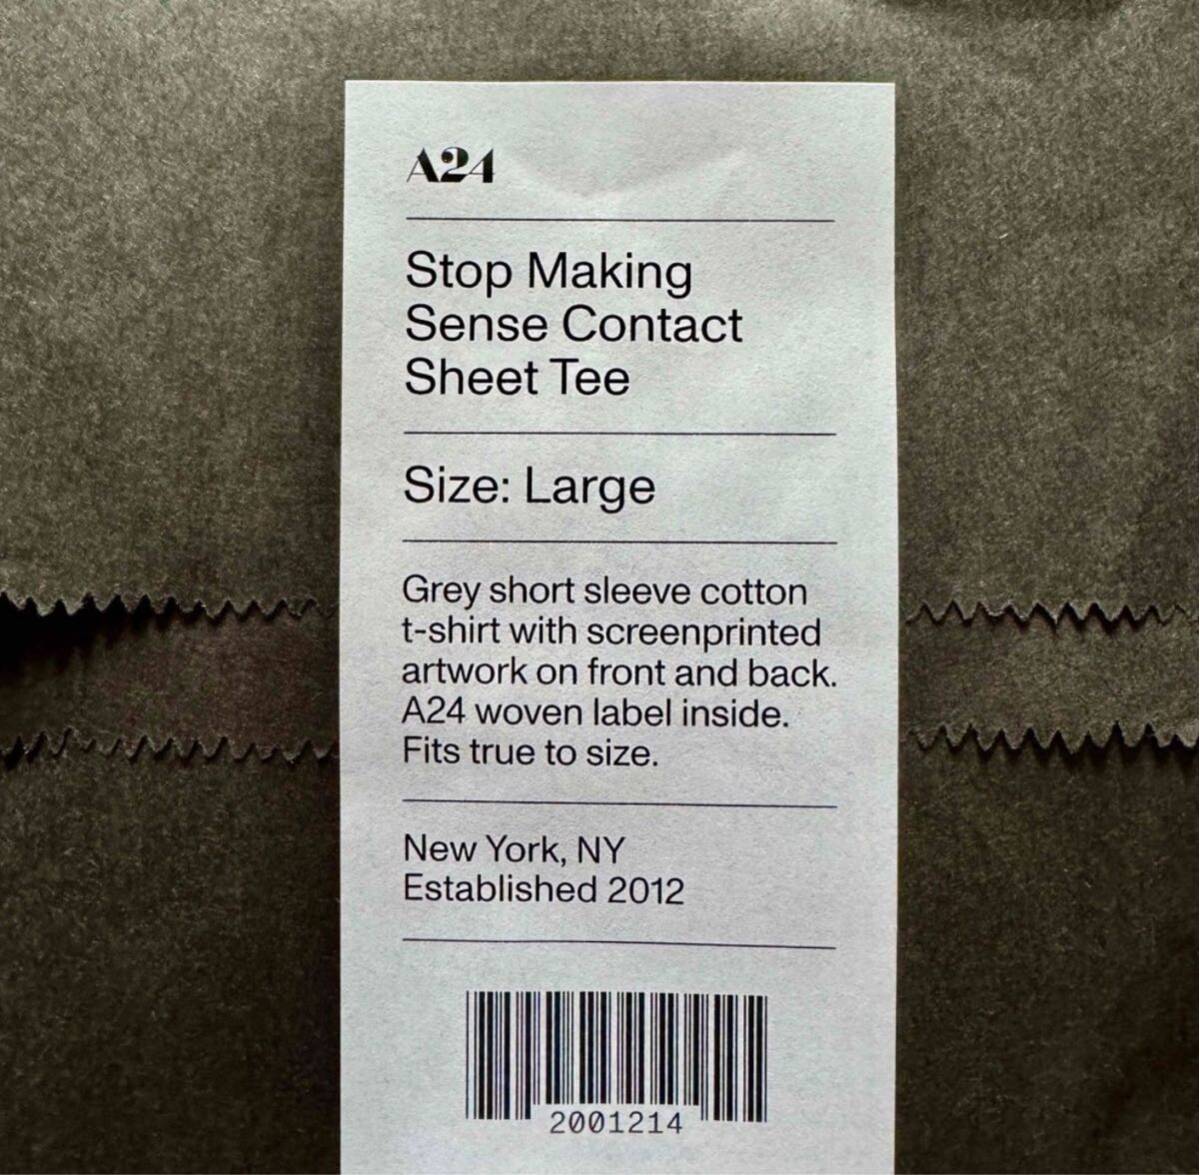 A24
Stop Making
Sense Contact
Sheet Tee
Size: Large
Grey short sleeve cotton
t-shirt with screenprinted
artwork on front and back.
A24 woven label inside.
Fits true to size.
New York, NY
Established 2012
2001214